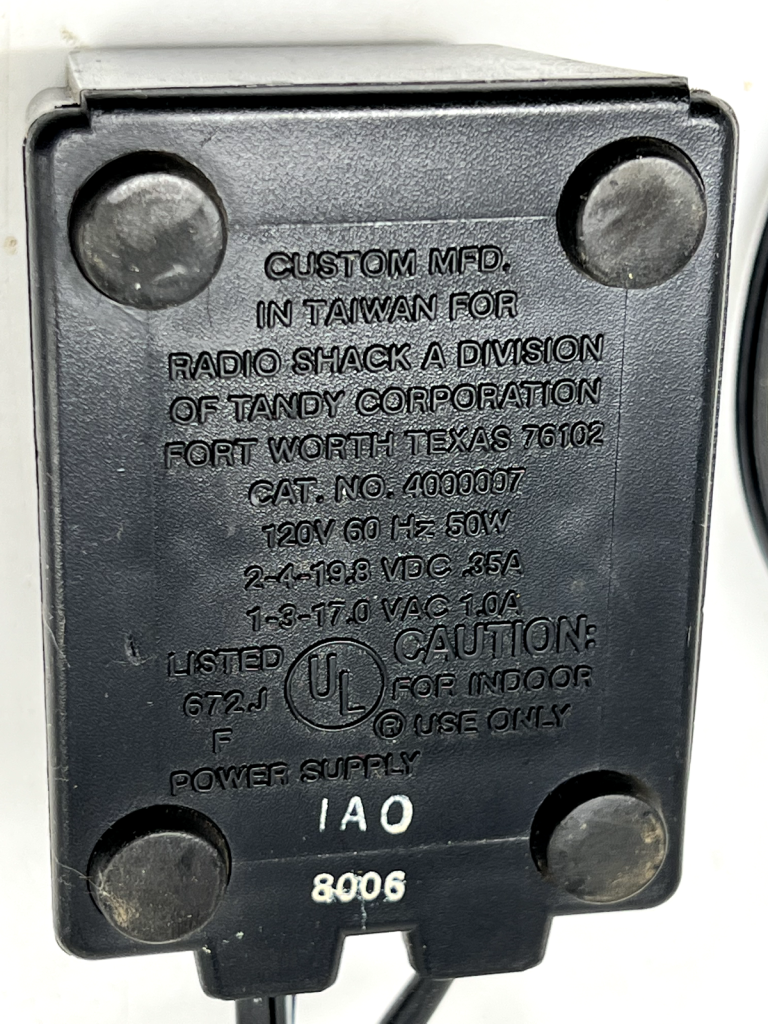 CUSTOM MFD.
IN TAIWAN FOR
RADIO SHACK A DIVISION
OF TANDY CORPORATION
FORT WORTH TEXAS 76102
CAT. NO. 4000007
120V 60 Hz 50W
2-4-19.8 VDC .35A
1-3-17.0 VAC 1.0A
LISTED UL CAUTION:
672J FOR INDOOR
F ® USE ONLY
POWER SUPPLY
IAO
8006